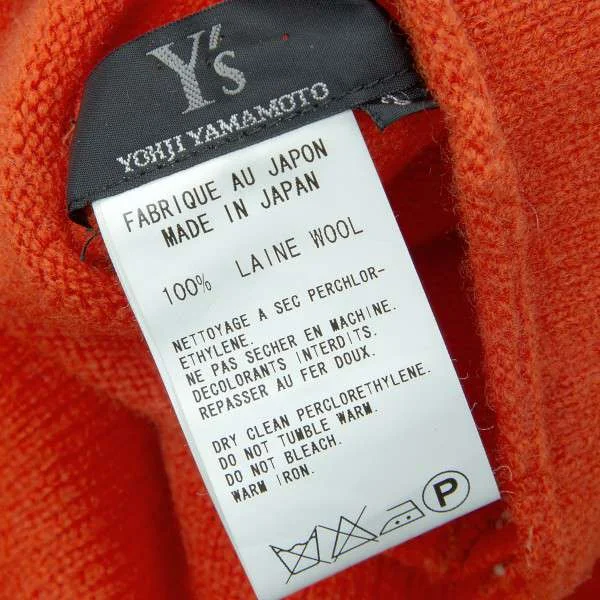 Y's
YOHJI YAMAMOTO
FABRIQUE AU JAPON
MADE IN JAPAN
100% LAINE WOOL
NETTOYAGE A SEC PERCHLOR-
ETHYLENE.
NE PAS SECHER EN MACHINE.
DECOLORANTS INTERDITS.
REPASSER AU FER DOUX.
DRY CLEAN PERCLORETHYLENE.
DO NOT TUMBLE WARM.
DO NOT BLEACH.
WARM IRON.
P